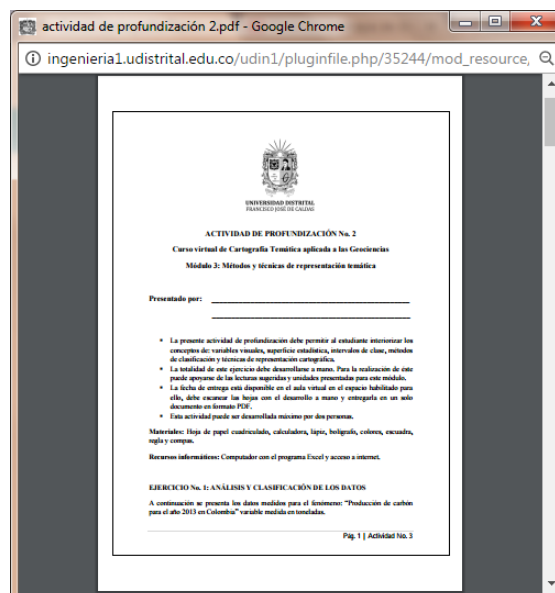 actividad de profundización 2.pdf - Google Chrome
ingenieria1.udistrital.edu.co/udin1/pluginfile.php/35244/mod_resource,
UNIVERSIDAD DISTRITAL
FRANCISCO JOSÉ DE CALDAS
ACTIVIDAD DE PROFUNDIZACIÓN No. 2
Curso virtual de Cartografía Temática aplicada a las Geociencias
Módulo 3: Métodos y técnicas de representación temática
Presentado por:
• La presente actividad de profundización debe permitir al estudiante interiorizar los
conceptos de: variables visuales, superficie estadística, intervalos de clase, métodos
de clasificación y técnicas de representación cartográfica.
• La totalidad de este ejercicio debe desarrollarse a mano. Para la realización de éste
puede apoyarse de las lecturas sugeridas y unidades presentadas para este módulo.
• La fecha de entrega está disponible en el aula virtual en el espacio habilitado para
ello, debe escanear las hojas con el desarrollo a mano y entregarla en un solo
documento en formato PDF.
• Esta actividad puede ser desarrollada máximo por dos personas.
Materiales: Hoja de papel cuadriculado, calculadora, lápiz, bolígrafo, colores, escuadra,
regla y compas.
Recursos informáticos: Computador con el programa Excel y acceso a internet.
EJERCICIO No. 1: ANÁLISIS Y CLASIFICACIÓN DE LOS DATOS
A continuación se presenta los datos medidos para el fenómeno: "Producción de carbón
para el año 2013 en Colombia" variable medida en toneladas.
Pág. 1 | Actividad No. 3